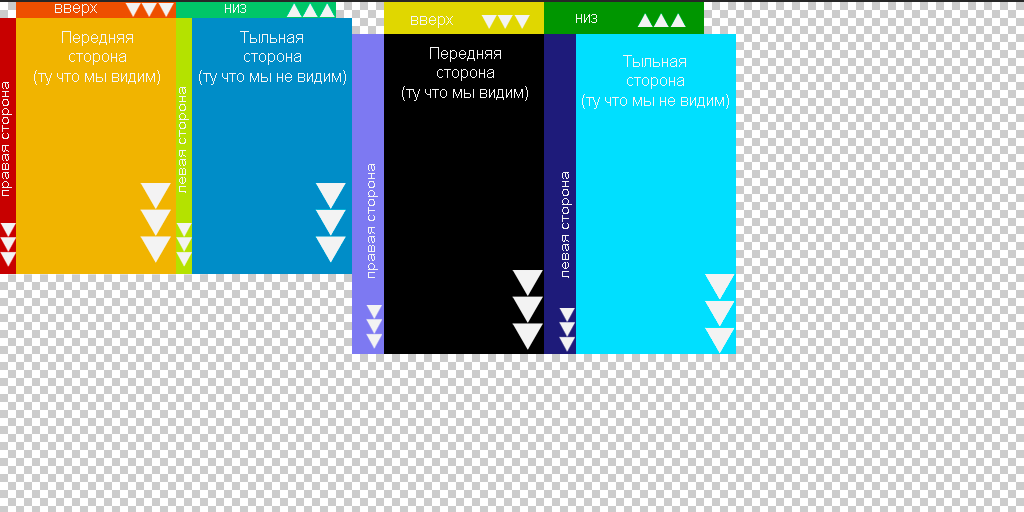 вверх
низ
Передняя
сторона
(ту что мы видим)
Тыльная
сторона
(ту что мы не видим)
правая сторона
левая сторона
вверх
низ
Передняя
сторона
(ту что мы видим)
Тыльная
сторона
(ту что мы не видим)
правая сторона
левая сторона